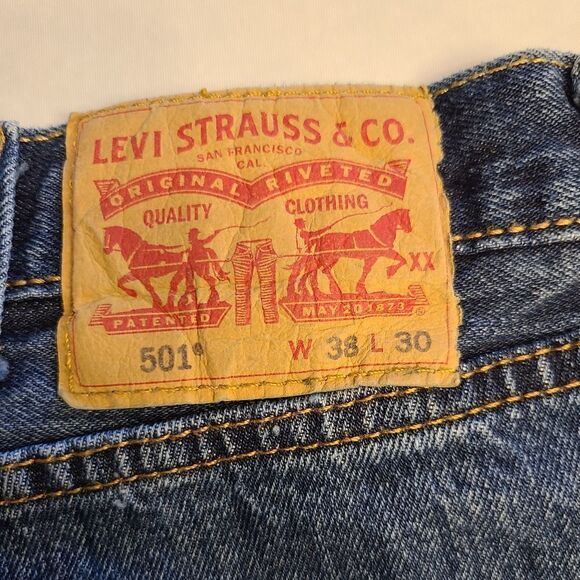 LEVI STRAUSS & CO.
SAN FRANCISCO
CAL.
ORIGINAL RIVETED
QUALITY CLOTHING
XX
PATENTED MAY 20 1873
501® W 38 L 30